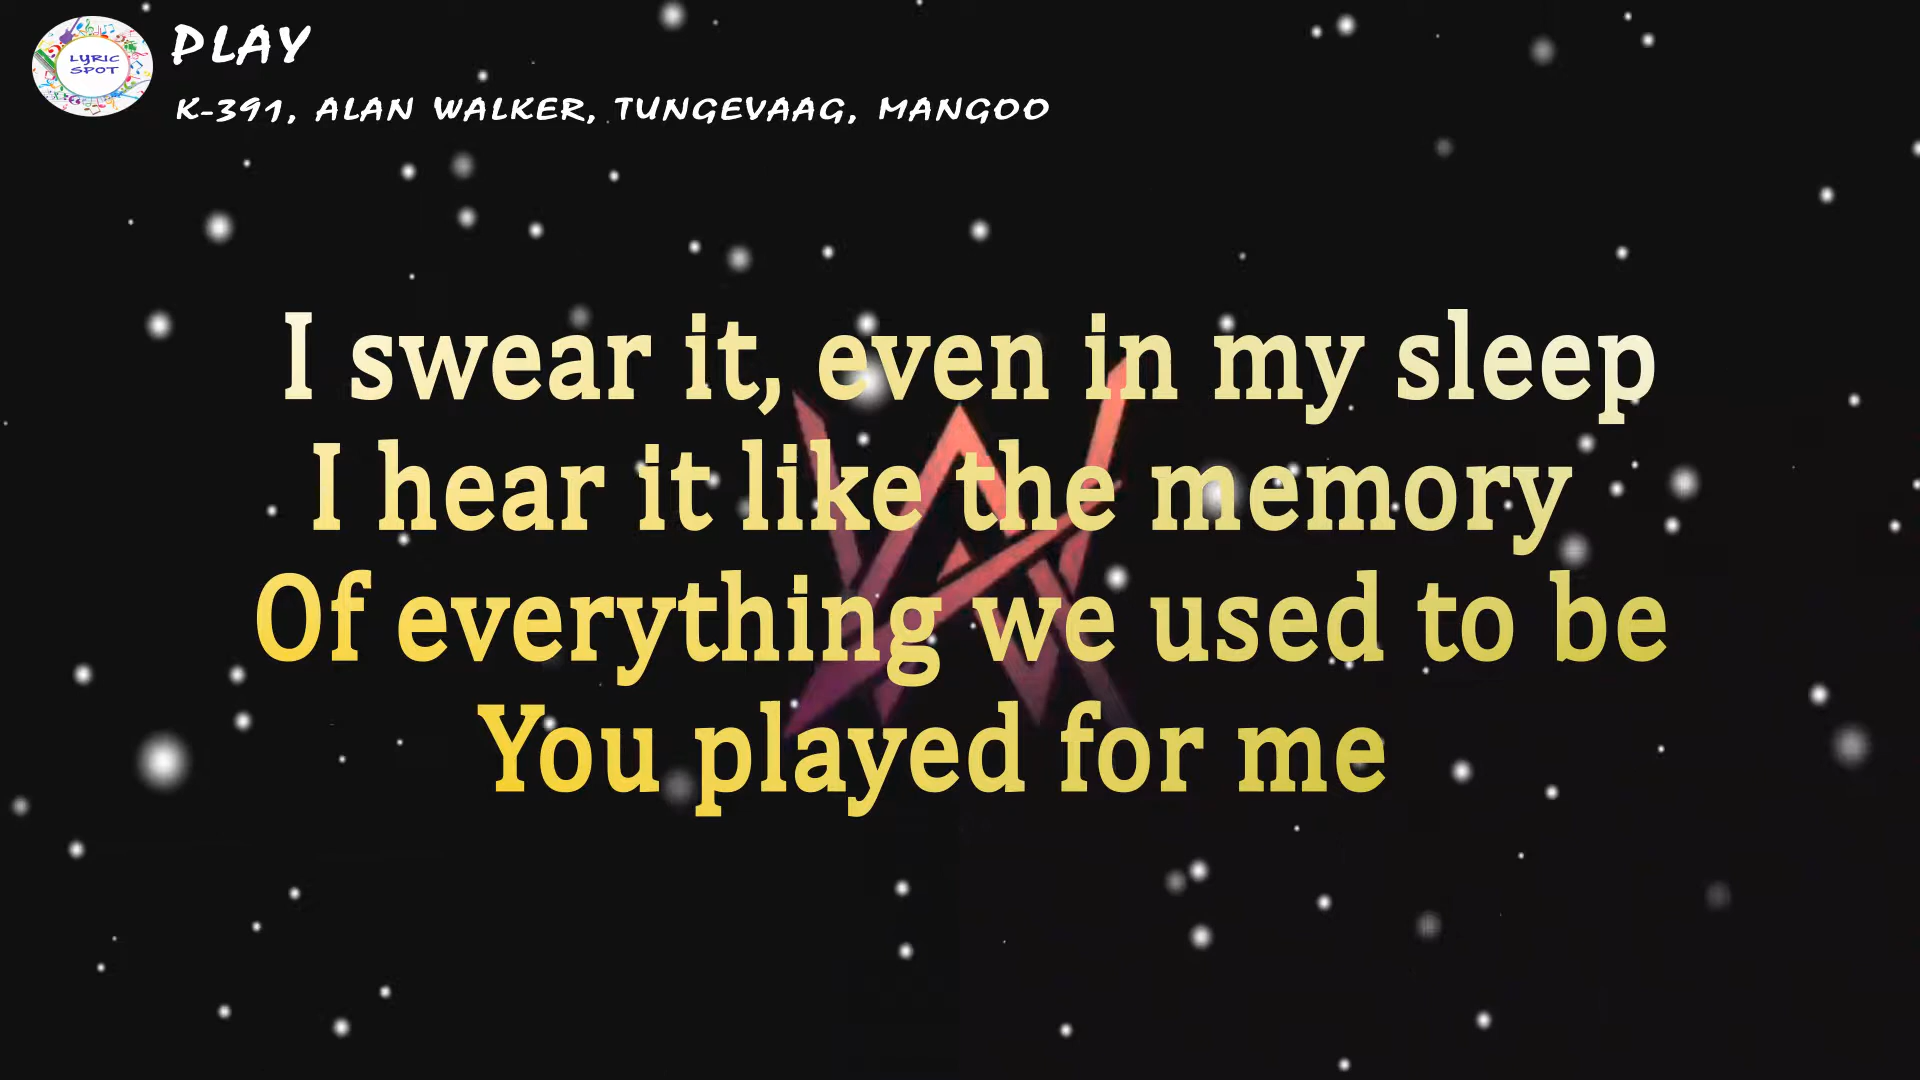 LYRIC
SPOT
PLAY
K-391, ALAN WALKER, TUNGEVAAG, MANGOO
I swear it, even in my sleep
I hear it like the memory
Of everything we used to be
You played for me